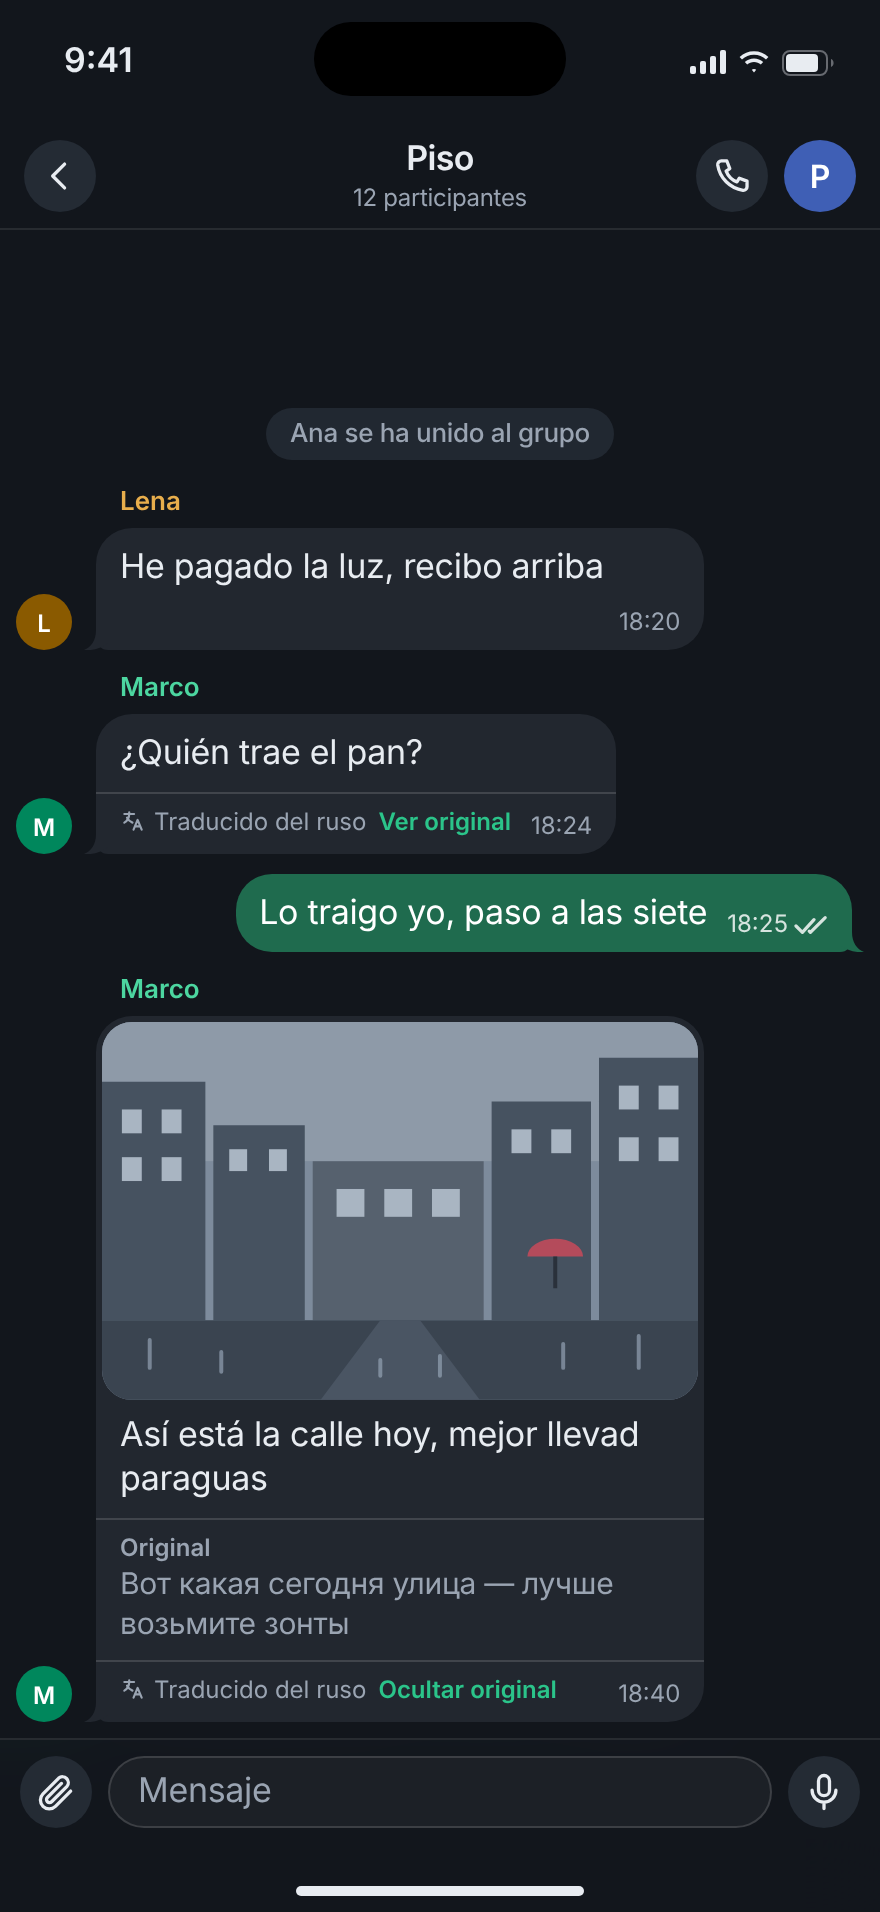 9:41
Piso
12 participantes
P
Ana se ha unido al grupo
Lena
He pagado la luz, recibo arriba
18:20
L
Marco
¿Quién trae el pan?
Traducido del ruso Ver original 18:24
M
Lo traigo yo, paso a las siete 18:25
Marco
Así está la calle hoy, mejor llevad
paraguas
Original
Вот какая сегодня улица — лучше
возьмите зонты
Traducido del ruso Ocultar original 18:40
M
Mensaje